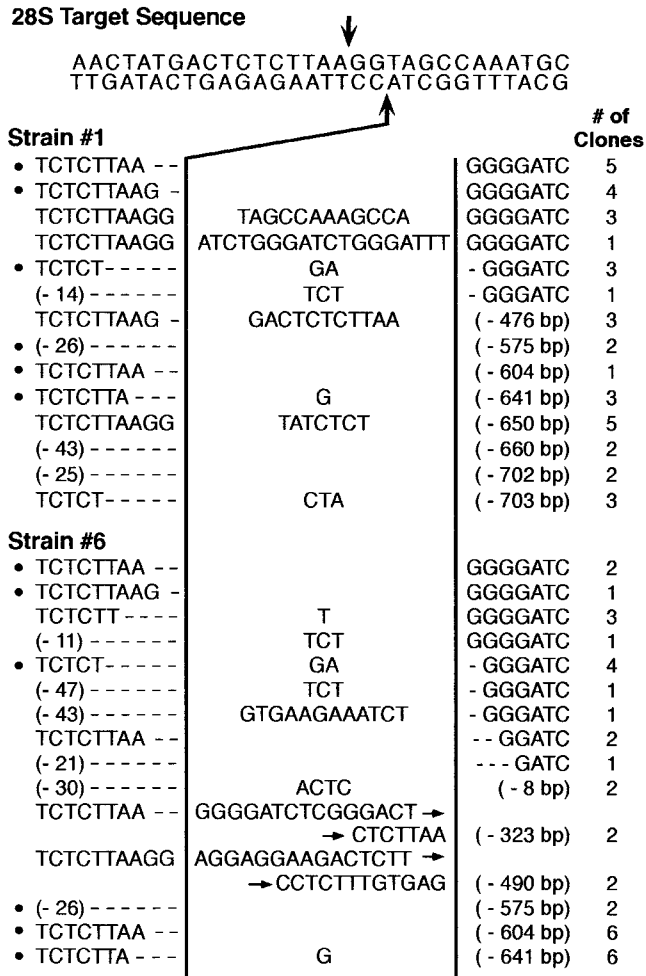 28S Target Sequence
AACTATGACTCTCTTAAGGTAGCCAAATGC
TTGATACTGAGAGAATTCCATCGGTTTACG
# of
Strain #1 Clones
• TCTCTTAA - - GGGGATC 5
• TCTCTTAAG - GGGGATC 4
TCTCTTAAGG TAGCCAAAGCCA GGGGATC 3
TCTCTTAAGG ATCTGGGATCTGGGATTT GGGGATC 1
• TCTCT- - - - - GA - GGGATC 3
(- 14) - - - - - - TCT - GGGATC 1
TCTCTTAAG - GACTCTCTTAA (- 476 bp) 3
• (- 26) - - - - - - (- 575 bp) 2
• TCTCTTAA - - (- 604 bp) 1
• TCTCTTA - - - G (- 641 bp) 3
TCTCTTAAGG TATCTCT (- 650 bp) 5
(- 43) - - - - - - (- 660 bp) 2
(- 25) - - - - - - (- 702 bp) 2
TCTCT- - - - - CTA (- 703 bp) 3
Strain #6
• TCTCTTAA - - GGGGATC 2
• TCTCTTAAG - GGGGATC 1
TCTCTT- - - - T GGGGATC 3
(- 11) - - - - - - TCT GGGGATC 1
• TCTCT- - - - - GA - GGGATC 4
(- 47) - - - - - - TCT - GGGATC 1
(- 43) - - - - - - GTGAAGAAATCT - GGGATC 1
TCTCTTAA - - - - GGATC 2
(- 21) - - - - - - - - - GATC 1
(- 30) - - - - - - ACTC (- 8 bp) 2
TCTCTTAA - - GGGGATCTCGGGACT →
→ CTCTTAA (- 323 bp) 2
TCTCTTAAGG AGGAGGAAGACTCTT →
→ CCTCTTTGTGAG (- 490 bp) 2
• (- 26) - - - - - - (- 575 bp) 2
• TCTCTTAA - - (- 604 bp) 6
• TCTCTTA - - - G (- 641 bp) 6